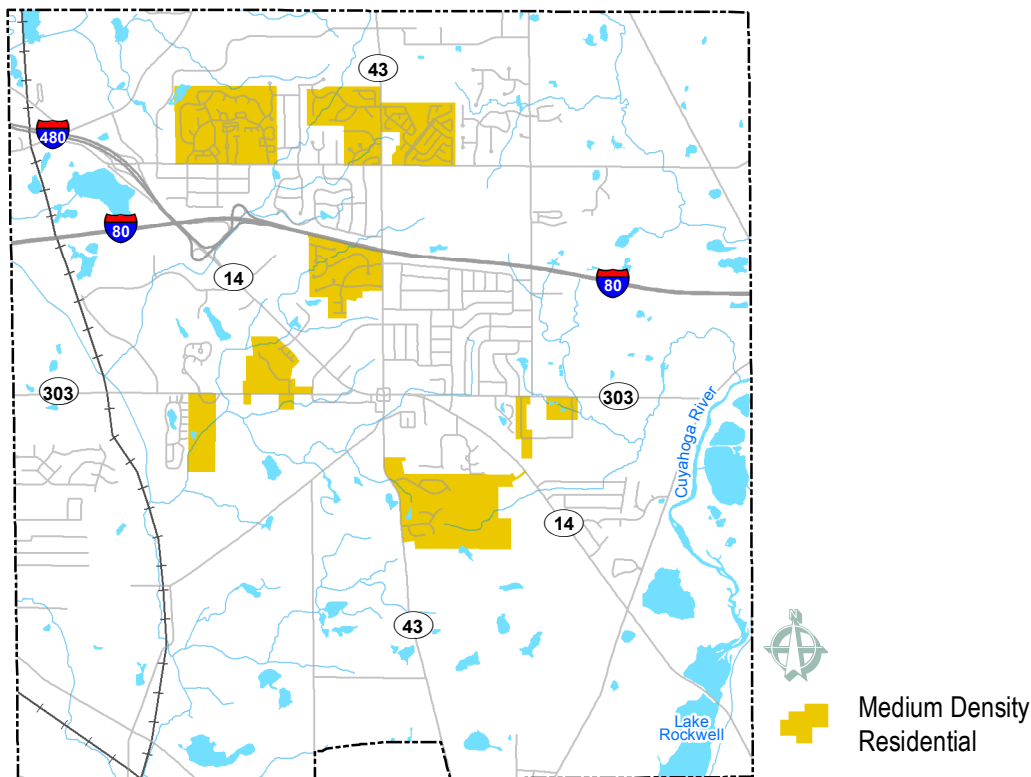 43
480
80
14
80
303
303
Cuyahoga River
14
43
N
Lake
Rockwell
Medium Density
Residential